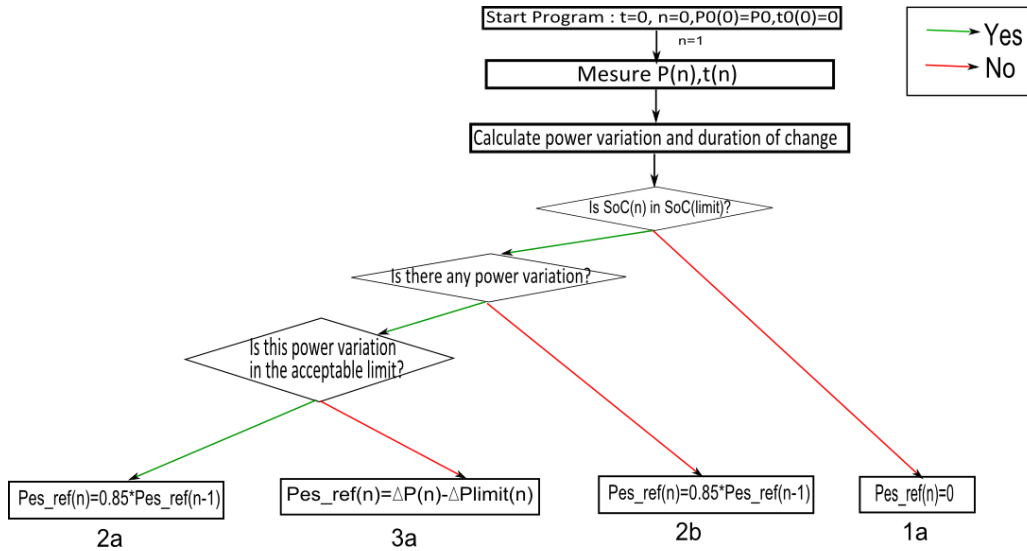 Start Program : t=0, n=0,P0(0)=P0,t0(0)=0
n=1
Yes
No
Mesure P(n),t(n)
Calculate power variation and duration of change
Is SoC(n) in SoC(limit)?
Is there any power variation?
Is this power variation
in the acceptable limit?
Pes_ref(n)=0.85*Pes_ref(n-1)
Pes_ref(n)=ΔP(n)-ΔPlimit(n)
Pes_ref(n)=0.85*Pes_ref(n-1)
Pes_ref(n)=0
2a
3a
2b
1a